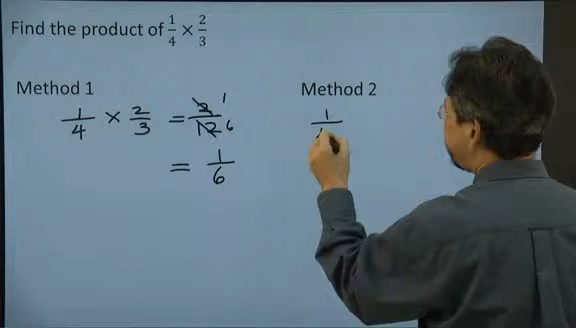 Find the product of 1/4 × 2/3
Method 1
1/4 × 2/3 = 2/12 1 6
= 1/6
Method 2
1